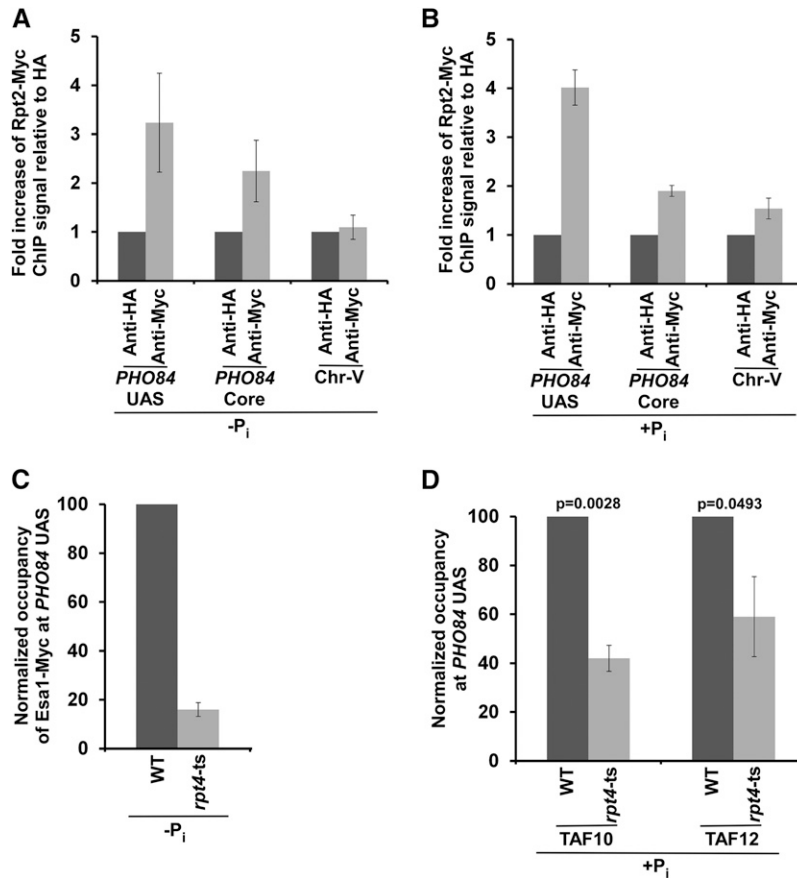 A
Fold increase of Rpt2-Myc
ChIP signal relative to HA
5
4
3
2
1
0
Anti-HA
Anti-Myc
Anti-HA
Anti-Myc
Anti-HA
Anti-Myc
PHO84
UAS
PHO84
Core
Chr-V
-Pi
B
Fold increase of Rpt2-Myc
ChIP signal relative to HA
5
4
3
2
1
0
Anti-HA
Anti-Myc
Anti-HA
Anti-Myc
Anti-HA
Anti-Myc
PHO84
UAS
PHO84
Core
Chr-V
+Pi
C
Normalized occupancy
of Esa1-Myc at PHO84 UAS
100
80
60
40
20
0
WT
rpt4-ts
-Pi
D
Normalized occupancy
at PHO84 UAS
100
80
60
40
20
0
p=0.0028
p=0.0493
WT
rpt4-ts
WT
rpt4-ts
TAF10
TAF12
+Pi